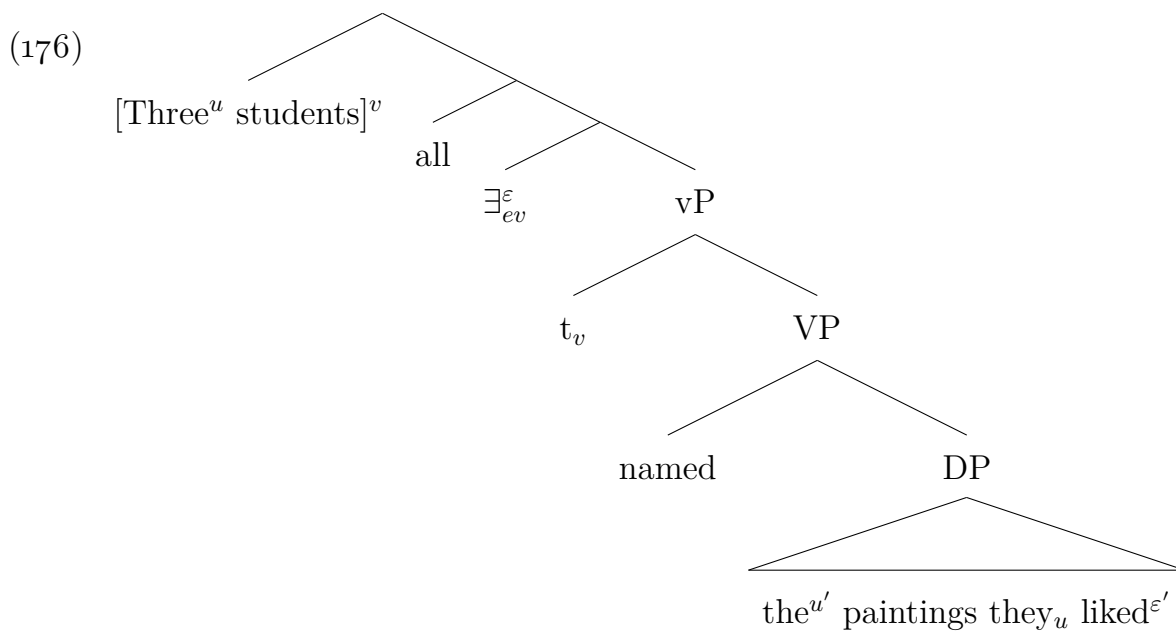 (176)
[Three^u students]^v
all
∃^ε_ev
vP
t_v
VP
named
DP
the^u' paintings they_u liked^ε'